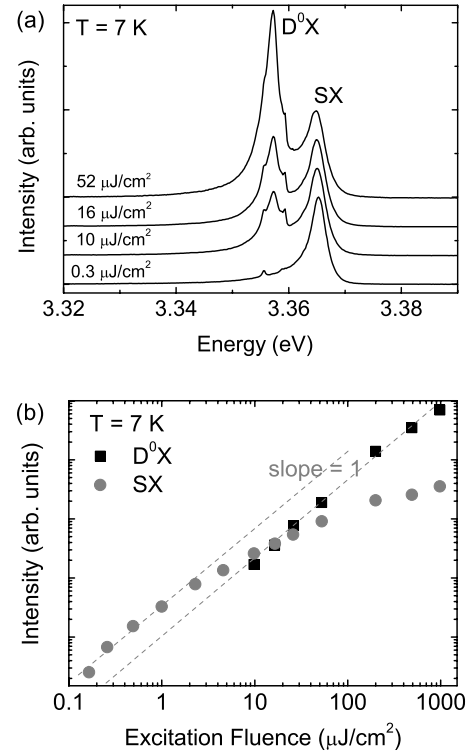 (a)
T = 7 K
D⁰X
SX
52 μJ/cm²
16 μJ/cm²
10 μJ/cm²
0.3 μJ/cm²
Intensity (arb. units)
3.32 3.34 3.36 3.38
Energy (eV)
(b)
T = 7 K
D⁰X
SX
slope = 1
Intensity (arb. units)
0.1 1 10 100 1000
Excitation Fluence (μJ/cm²)